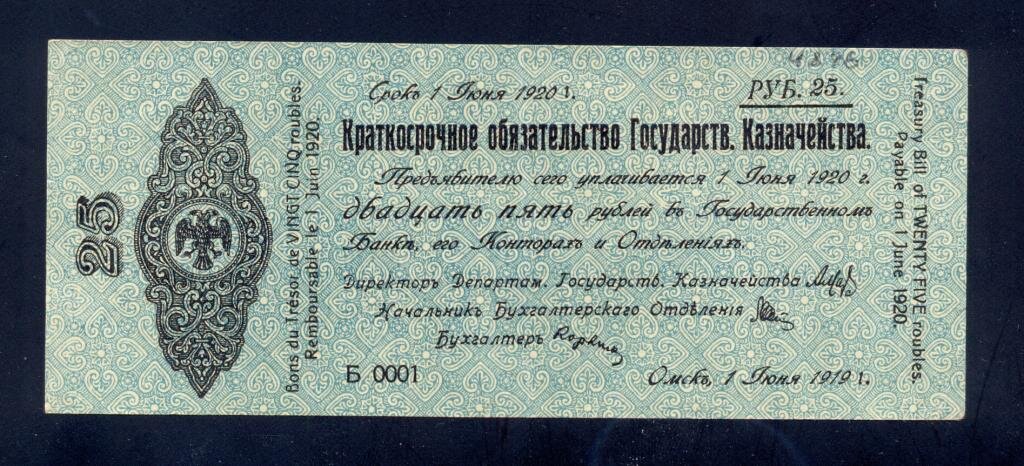 4876
Срокъ 1 Іюня 1920 г.
РУБ. 25.
Краткосрочное обязательство Государств. Казначейства.
Предъявителю сего уплачивается 1 Іюня 1920 г.
двадцать пять рублей въ Государственномъ
Банкѣ, его Конторахъ и Отдѣленіяхъ.
Директоръ Департам. Государств. Казначейства
Начальникъ Бухгалтерскаго Отдѣленія
Бухгалтеръ
Б 0001
Омскъ, 1 Іюня 1919 г.
25
Bons du Trésor de VINGT CINQ roubles.
Remboursable le 1 Juin 1920.
Treasury Bill of TWENTY FIVE roubles.
Payable on 1 June 1920.